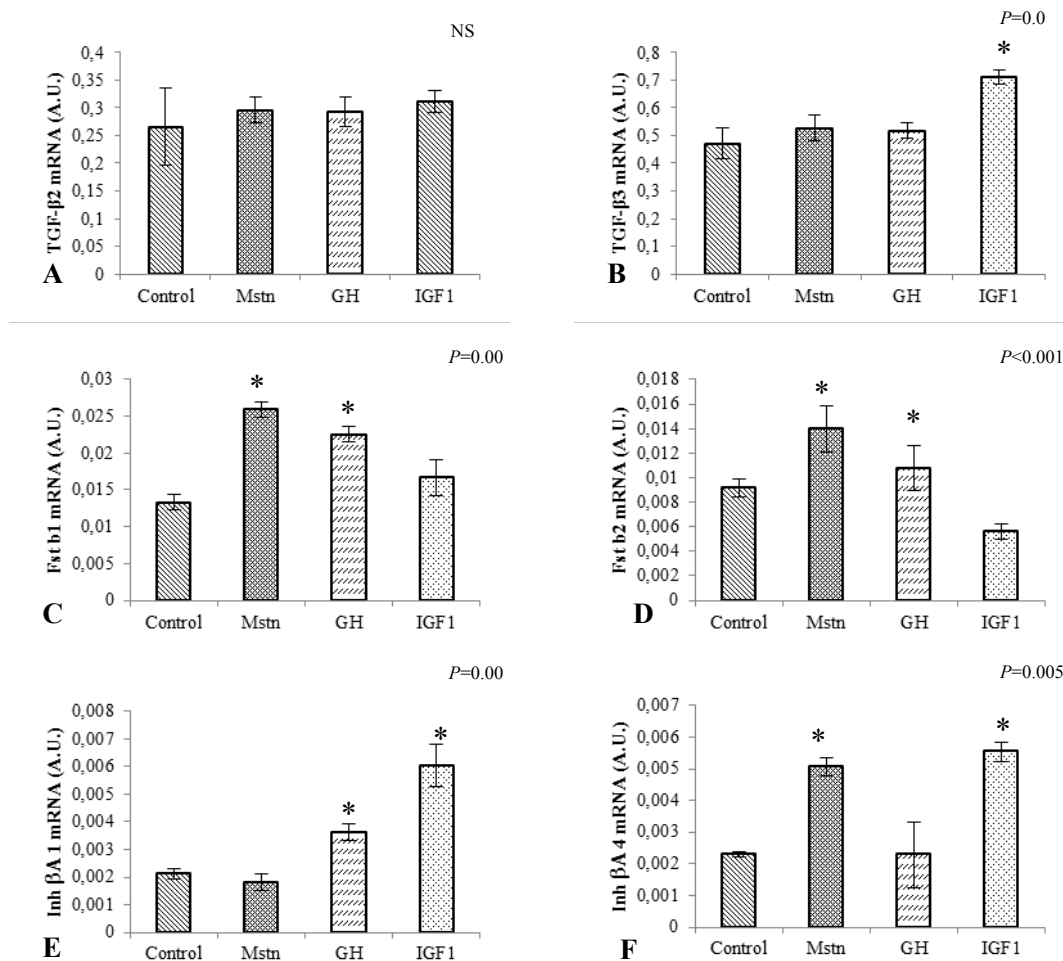 NS
TGF-β2 mRNA (A.U.)
0,4
0,35
0,3
0,25
0,2
0,15
0,1
0,05
0
Control Mstn GH IGF1
A
P=0.0
TGF-β3 mRNA (A.U.)
0,8
0,7
0,6
0,5
0,4
0,3
0,2
0,1
0
*
Control Mstn GH IGF1
B
P=0.00
Fst b1 mRNA (A.U.)
0,03
0,025
0,02
0,015
0,01
0,005
0
* *
Control Mstn GH IGF1
C
P<0.001
Fst b2 mRNA (A.U.)
0,018
0,016
0,014
0,012
0,01
0,008
0,006
0,004
0,002
0
* *
Control Mstn GH IGF1
D
P=0.00
Inh βA 1 mRNA (A.U.)
0,008
0,007
0,006
0,005
0,004
0,003
0,002
0,001
0
* *
Control Mstn GH IGF1
E
P=0.005
Inh βA 4 mRNA (A.U.)
0,007
0,006
0,005
0,004
0,003
0,002
0,001
0
* *
Control Mstn GH IGF1
F